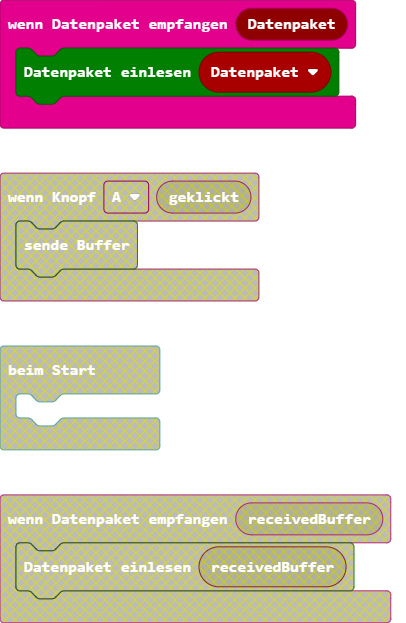 wenn Datenpaket empfangen Datenpaket
Datenpaket einlesen Datenpaket
wenn Knopf A geklickt
sende Buffer
beim Start
wenn Datenpaket empfangen receivedBuffer
Datenpaket einlesen receivedBuffer